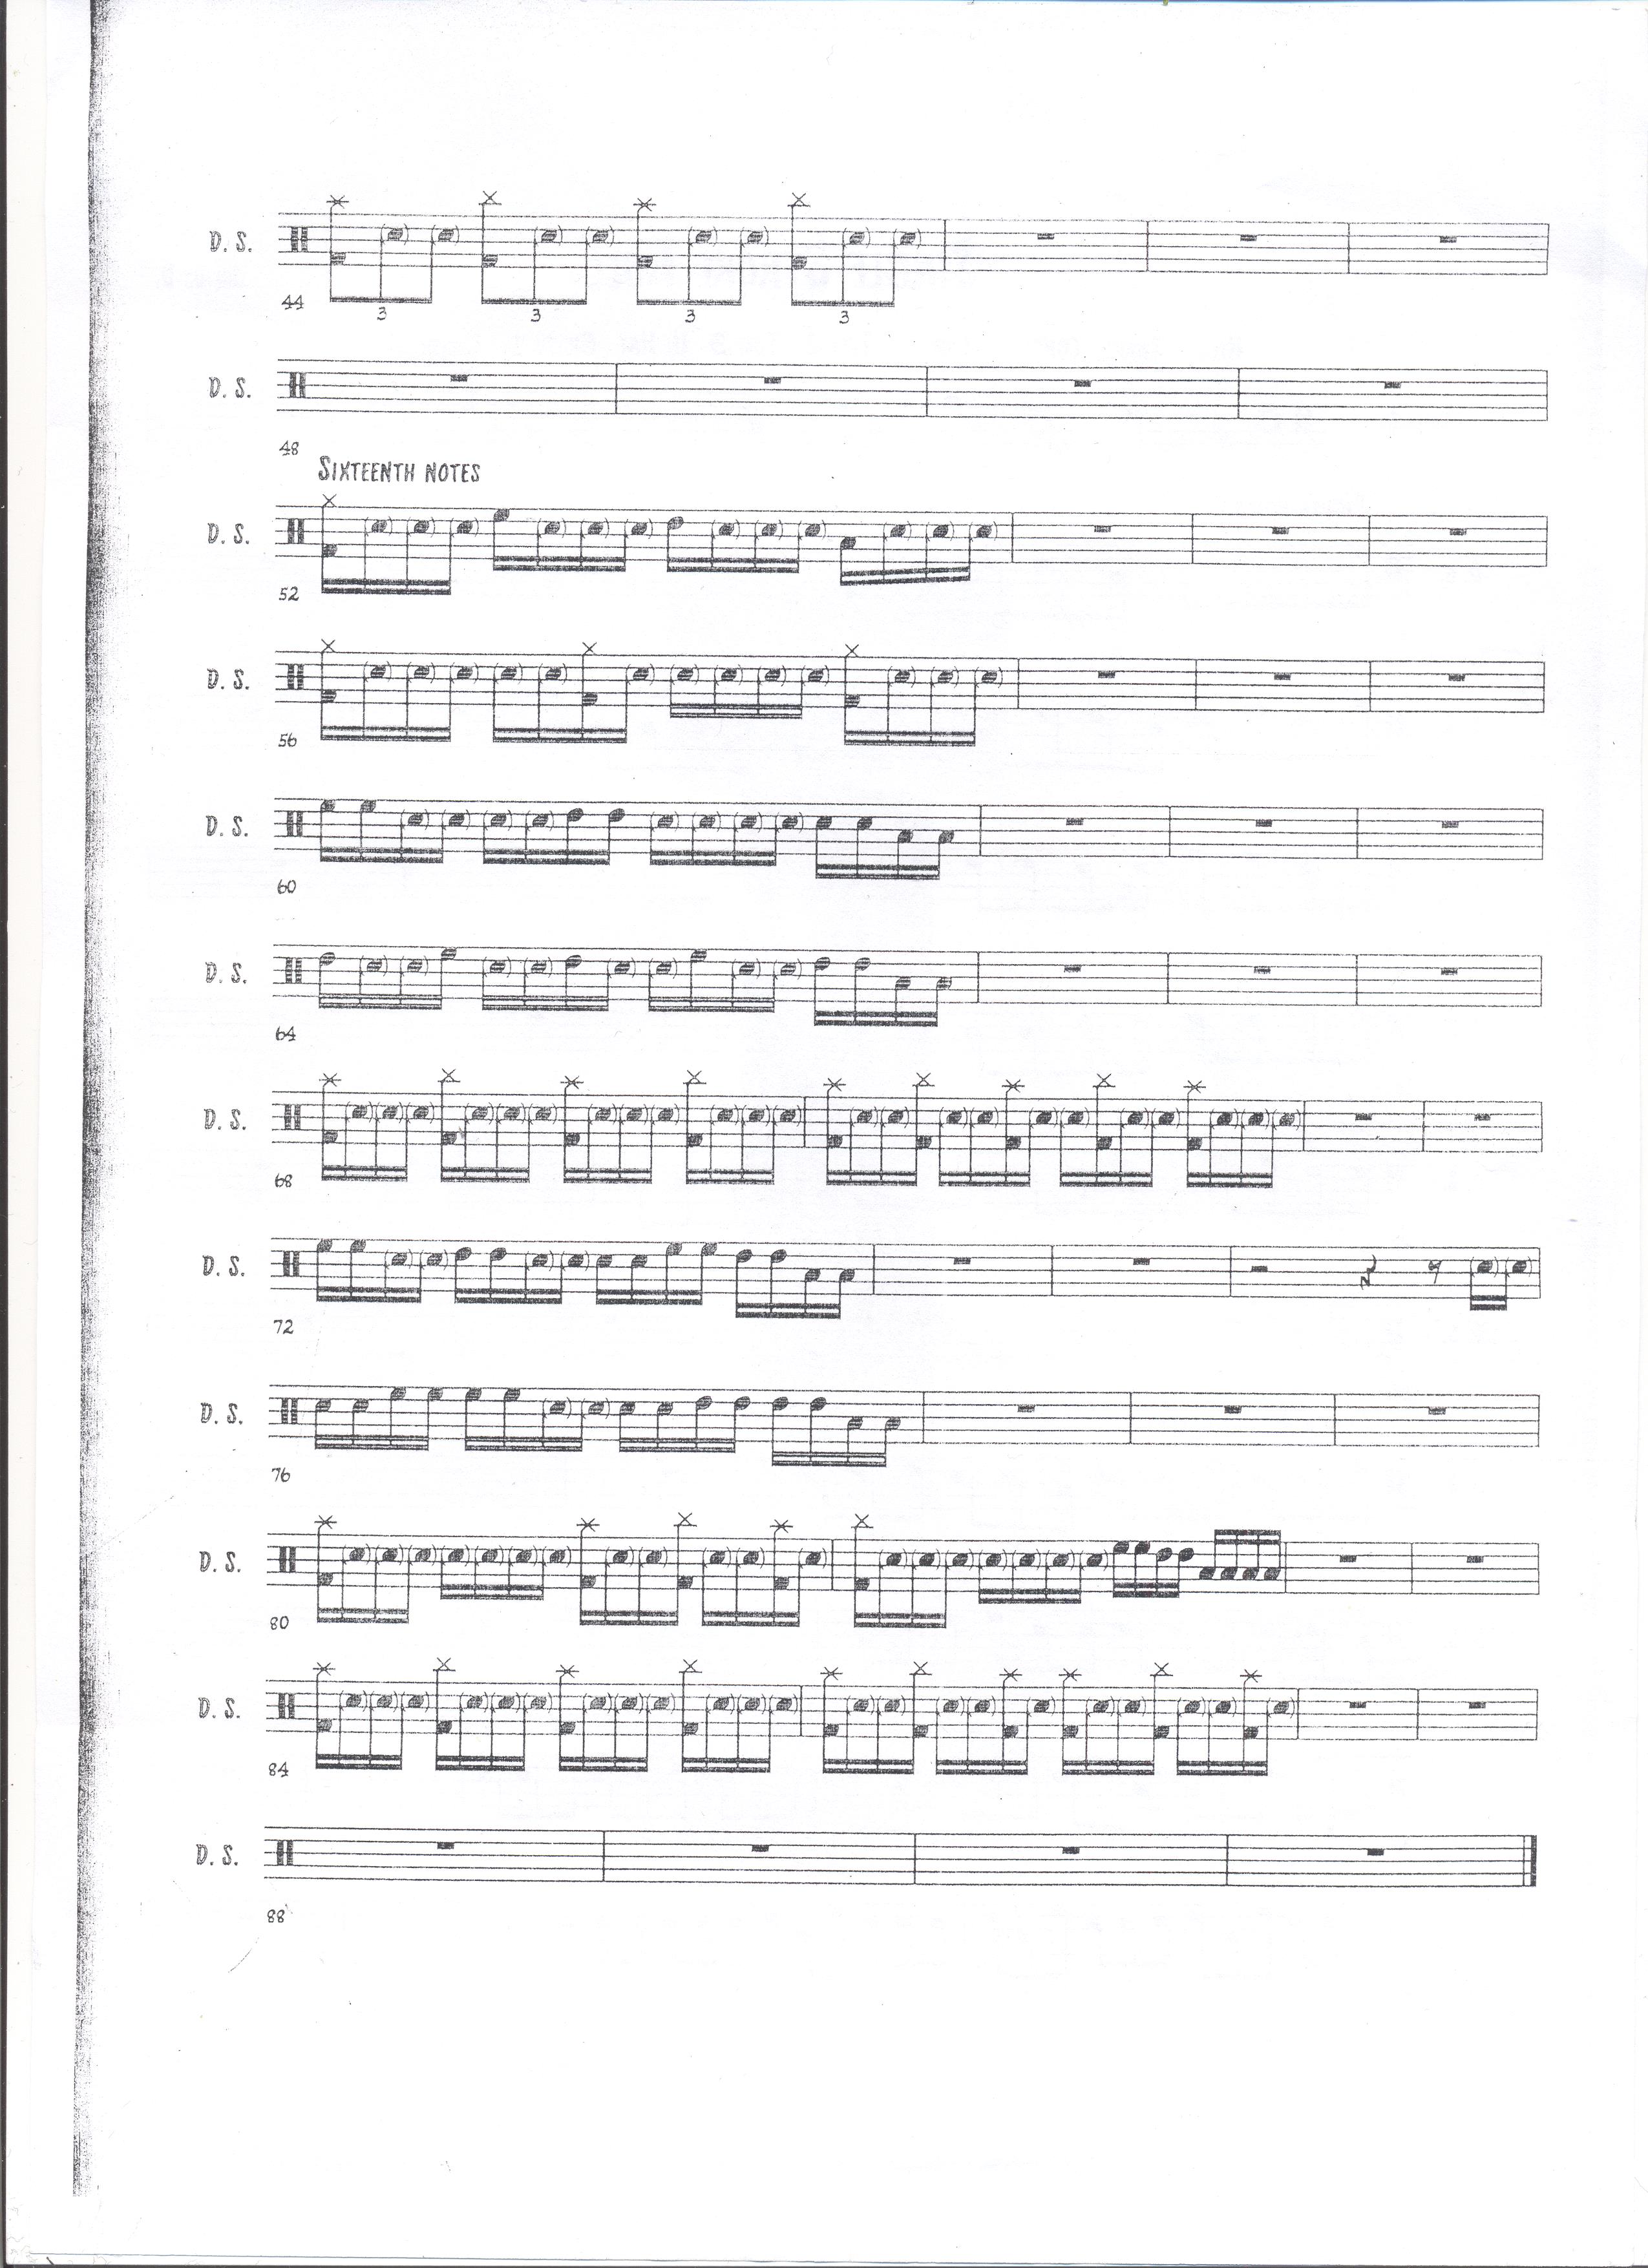 D. S.
44
3 3 3 3
D. S.
48
SIXTEENTH NOTES
D. S.
52
D. S.
56
D. S.
60
D. S.
64
D. S.
68
D. S.
72
D. S.
76
D. S.
80
D. S.
84
D. S.
88